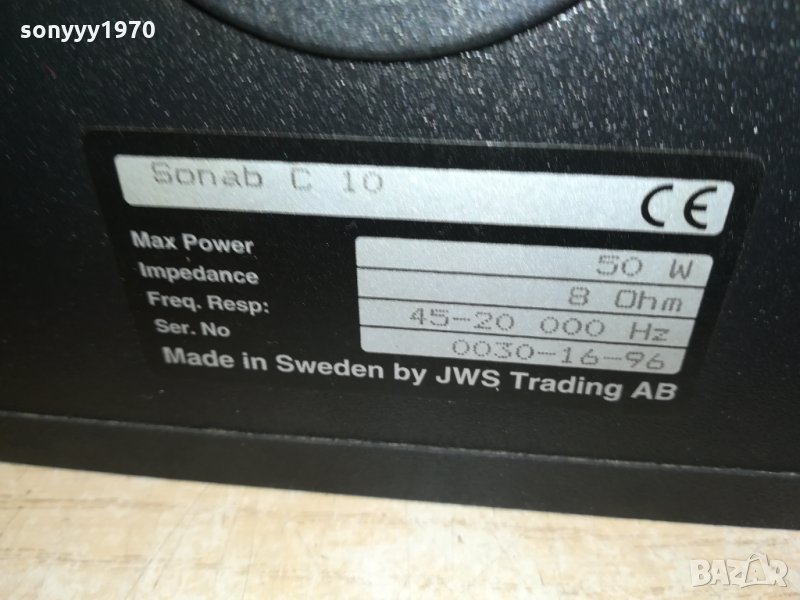 sonyyy1970
Sonab C 10
CE
Max Power 50 W
Impedance 8 Ohm
Freq. Resp: 45-20 000 Hz
Ser. No 0030-16-96
Made in Sweden by JWS Trading AB
BAZAR